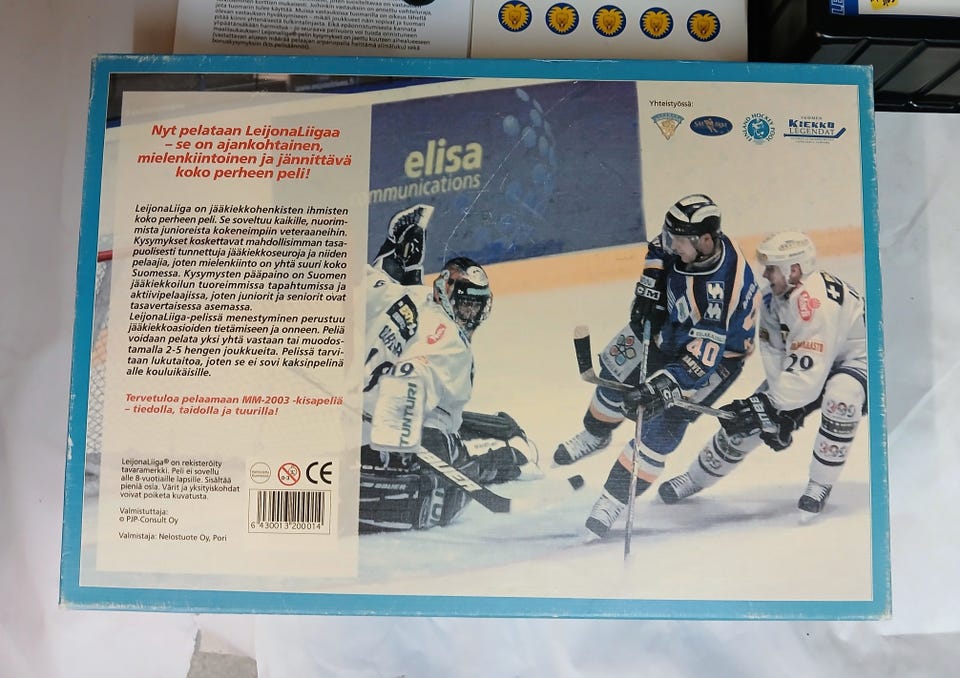 Yhteistyössä:
KIEKKO
LEGENDAT
Nyt pelataan LeijonaLiigaa
– se on ajankohtainen,
mielenkiintoinen ja jännittävä
koko perheen peli!
LeijonaLiiga on jääkiekkohenkisten ihmisten
koko perheen peli. Se soveltuu kaikille, nuorim-
mista junioreista kokeneimpiin veteraaneihin.
Kysymykset koskettavat mahdollisimman tasa-
puolisesti tunnettuja jääkiekkoseuroja ja niiden
pelaajia, joten mielenkiinto on yhtä suuri koko
Suomessa. Kysymysten pääpaino on Suomen
jääkiekkoilun tuoreimmissa tapahtumissa ja
aktiivipelaajissa, joten juniorit ja seniorit ovat
tasavertaisessa asemassa.
LeijonaLiiga-pelissä menestyminen perustuu
jääkiekkoasioiden tietämiseen ja onneen. Peliä
voidaan pelata yksi yhtä vastaan tai muodos-
tamalla 2-5 hengen joukkueita. Pelissä tarvi-
taan lukutaitoa, joten se ei sovi kaksinpelinä
alle kouluikäisille.
Tervetuloa pelaamaan MM-2003 -kisapeliä
– tiedolla, taidolla ja tuurilla!
LeijonaLiiga® on rekisteröity
tavaramerkki. Peli ei sovellu
alle 8-vuotiaille lapsille. Sisältää
pieniä osia. Värit ja yksityiskohdat
voivat poiketa kuvatusta.
Valmistuttaja:
© PJP-Consult Oy
Valmistaja: Nelostuote Oy, Pori
0-3
CE
6 430013 200014
elisa
communications
TUNTURI
40
20